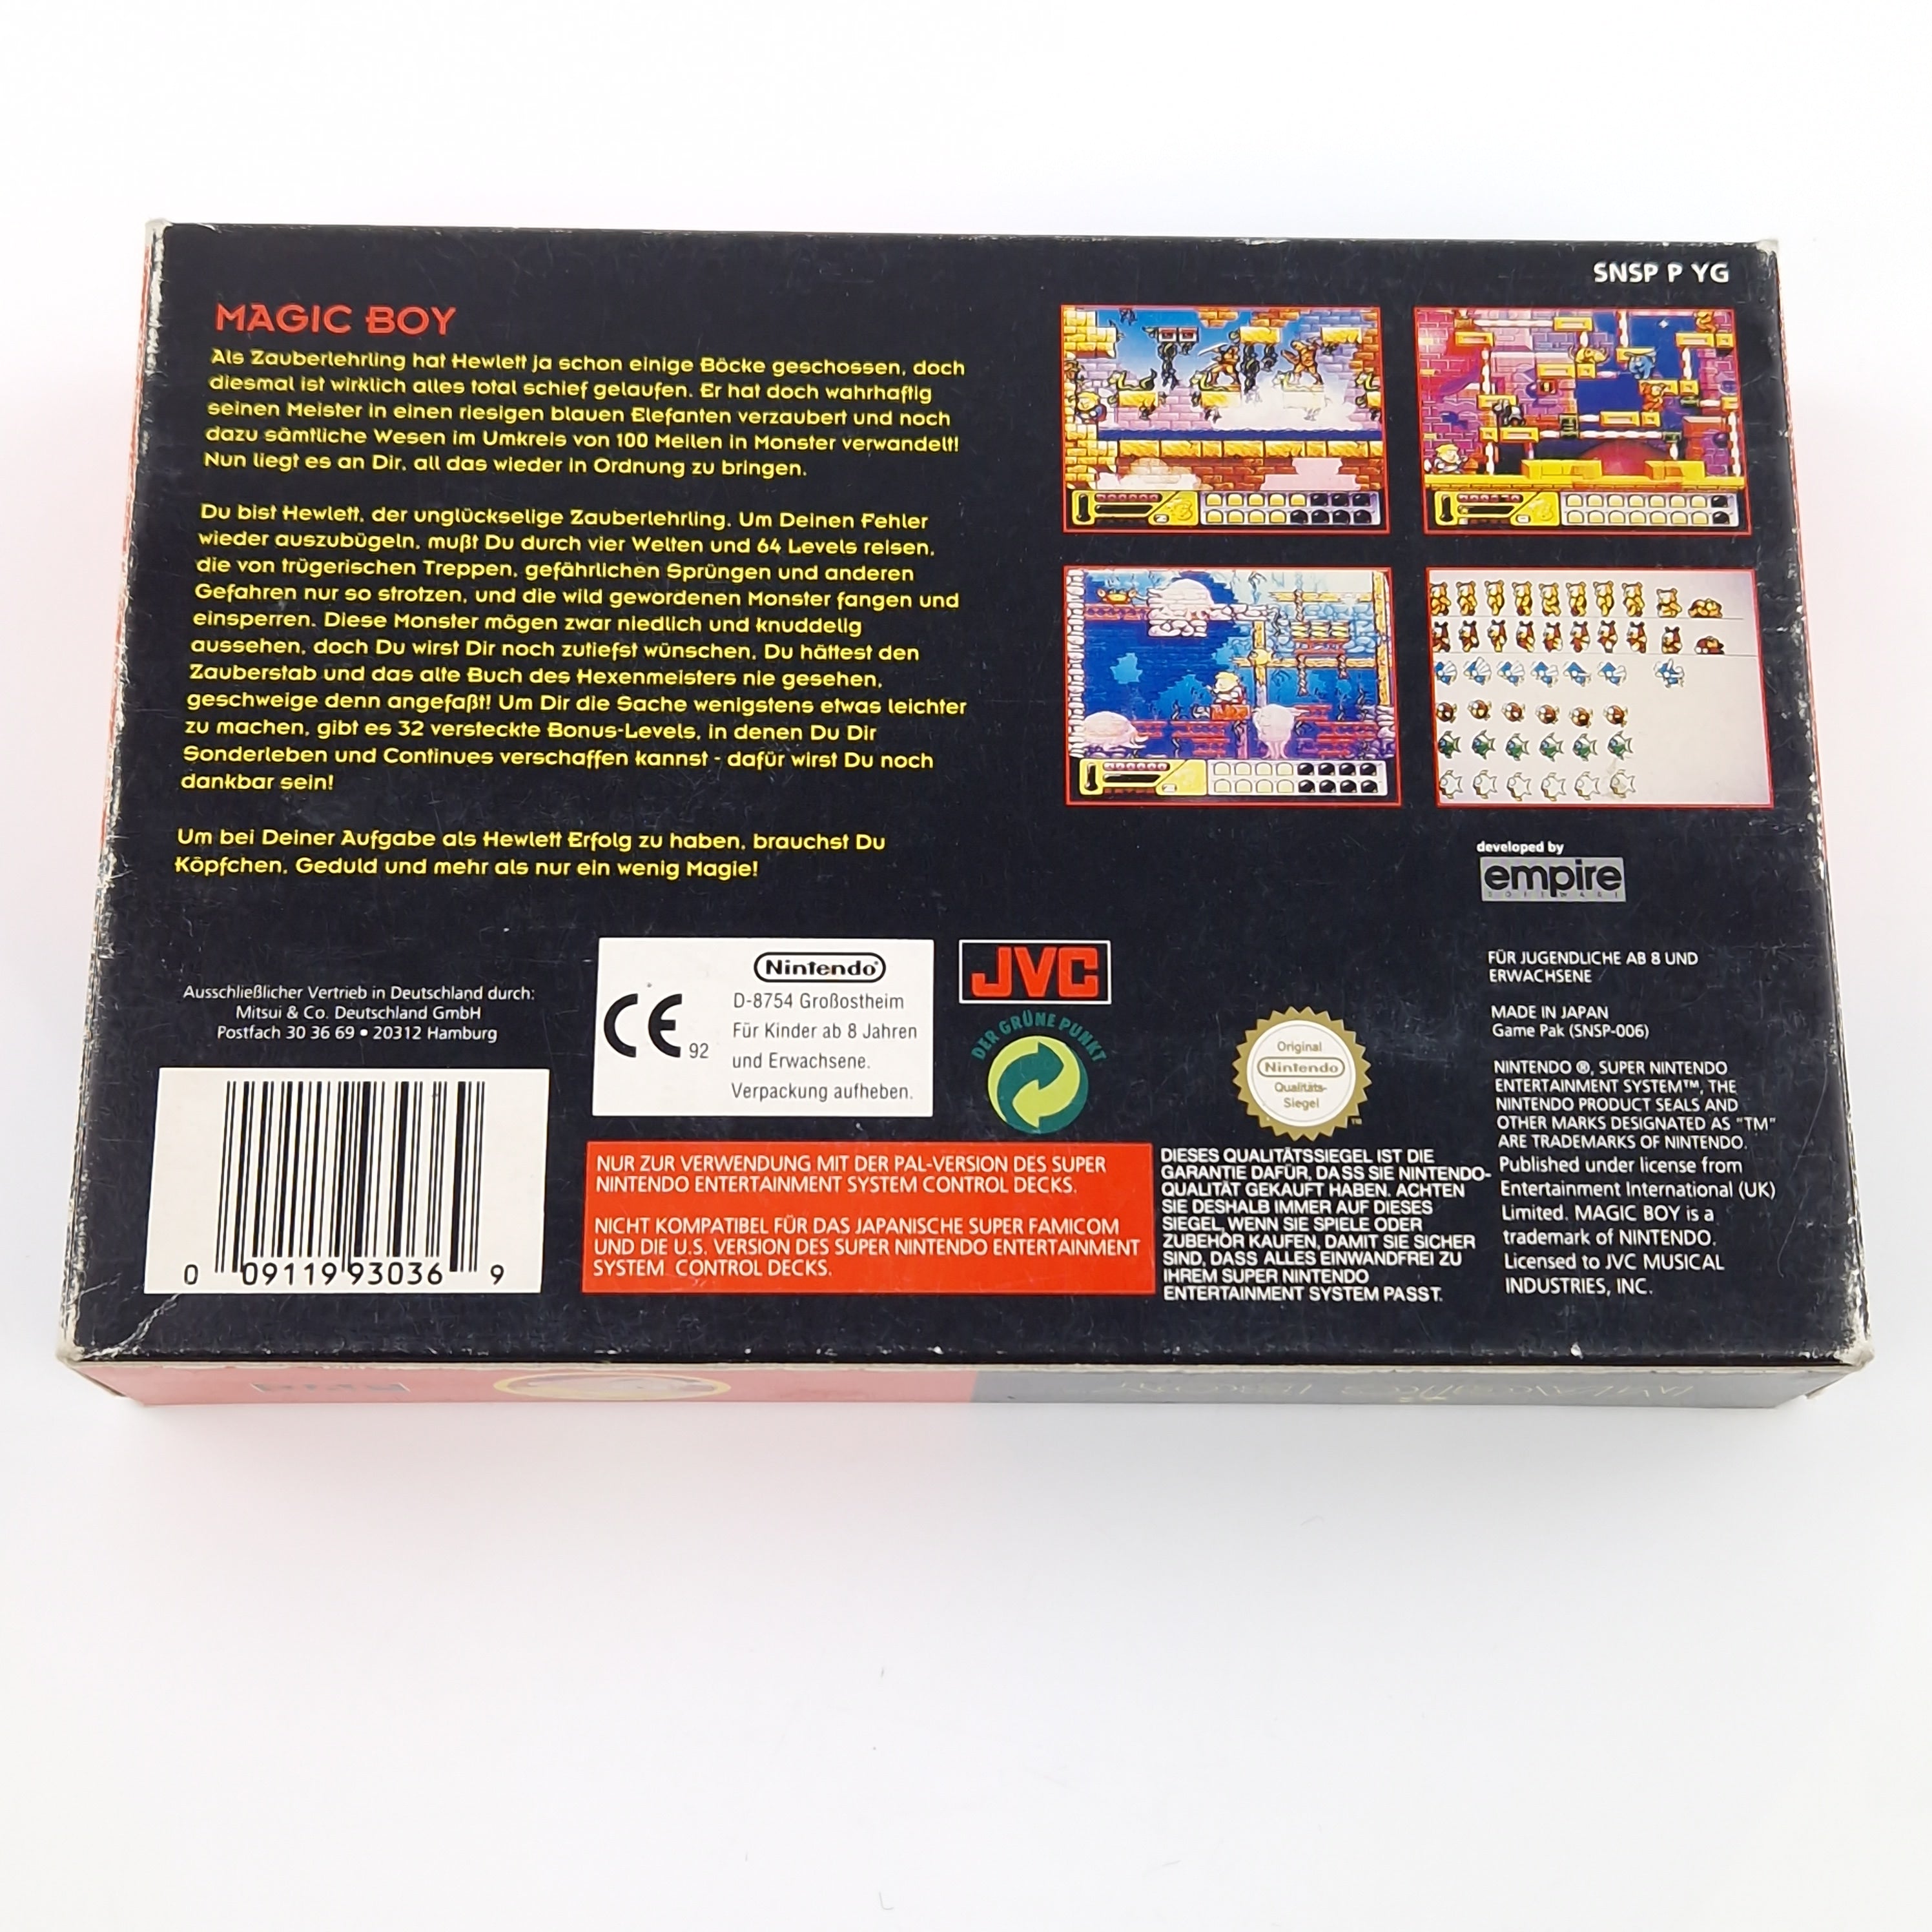 SNSP P YG
MAGIC BOY
Als Zauberlehrling hat Hewlett ja schon einige Böcke geschossen, doch
diesmal ist wirklich alles total schief gelaufen. Er hat doch wahrhaftig
seinen Meister in einen riesigen blauen Elefanten verzaubert und noch
dazu sämtliche Wesen im Umkreis von 100 Meilen in Monster verwandelt!
Nun liegt es an Dir, all das wieder in Ordnung zu bringen.
Du bist Hewlett, der unglückselige Zauberlehrling. Um Deinen Fehler
wieder auszubügeln, mußt Du durch vier Welten und 64 Levels reisen,
die von trügerischen Treppen, gefährlichen Sprüngen und anderen
Gefahren nur so strotzen, und die wild gewordenen Monster fangen und
einsperren. Diese Monster mögen zwar niedlich und knuddelig
aussehen, doch Du wirst Dir noch zutiefst wünschen, Du hättest den
Zauberstab und das alte Buch des Hexenmeisters nie gesehen,
geschweige denn angefaßt! Um Dir die Sache wenigstens etwas leichter
zu machen, gibt es 32 versteckte Bonus-Levels, in denen Du Dir
Sonderleben und Continues verschaffen kannst - dafür wirst Du noch
dankbar sein!
Um bei Deiner Aufgabe als Hewlett Erfolg zu haben, brauchst Du
Köpfchen, Geduld und mehr als nur ein wenig Magie!
developed by
empire
SOFTWARE
Ausschließlicher Vertrieb in Deutschland durch:
Mitsui & Co. Deutschland GmbH
Postfach 30 36 69 • 20312 Hamburg
0 09119 93036 9
CE 92
Nintendo
D-8754 Großostheim
Für Kinder ab 8 Jahren
und Erwachsene.
Verpackung aufheben.
JVC
DER GRÜNE PUNKT
NUR ZUR VERWENDUNG MIT DER PAL-VERSION DES SUPER
NINTENDO ENTERTAINMENT SYSTEM CONTROL DECKS.
NICHT KOMPATIBEL FÜR DAS JAPANISCHE SUPER FAMICOM
UND DIE U.S. VERSION DES SUPER NINTENDO ENTERTAINMENT
SYSTEM CONTROL DECKS.
Original
Nintendo
Qualitäts-
Siegel
TM
DIESES QUALITÄTSSIEGEL IST DIE
GARANTIE DAFÜR, DASS SIE NINTENDO-
QUALITÄT GEKAUFT HABEN. ACHTEN
SIE DESHALB IMMER AUF DIESES
SIEGEL, WENN SIE SPIELE ODER
ZUBEHÖR KAUFEN, DAMIT SIE SICHER
SIND, DASS ALLES EINWANDFREI ZU
IHREM SUPER NINTENDO
ENTERTAINMENT SYSTEM PASST.
FÜR JUGENDLICHE AB 8 UND
ERWACHSENE
MADE IN JAPAN
Game Pak (SNSP-006)
NINTENDO ®, SUPER NINTENDO
ENTERTAINMENT SYSTEM™, THE
NINTENDO PRODUCT SEALS AND
OTHER MARKS DESIGNATED AS "TM"
ARE TRADEMARKS OF NINTENDO.
Published under license from
Entertainment International (UK)
Limited. MAGIC BOY is a
trademark of NINTENDO.
Licensed to JVC MUSICAL
INDUSTRIES, INC.